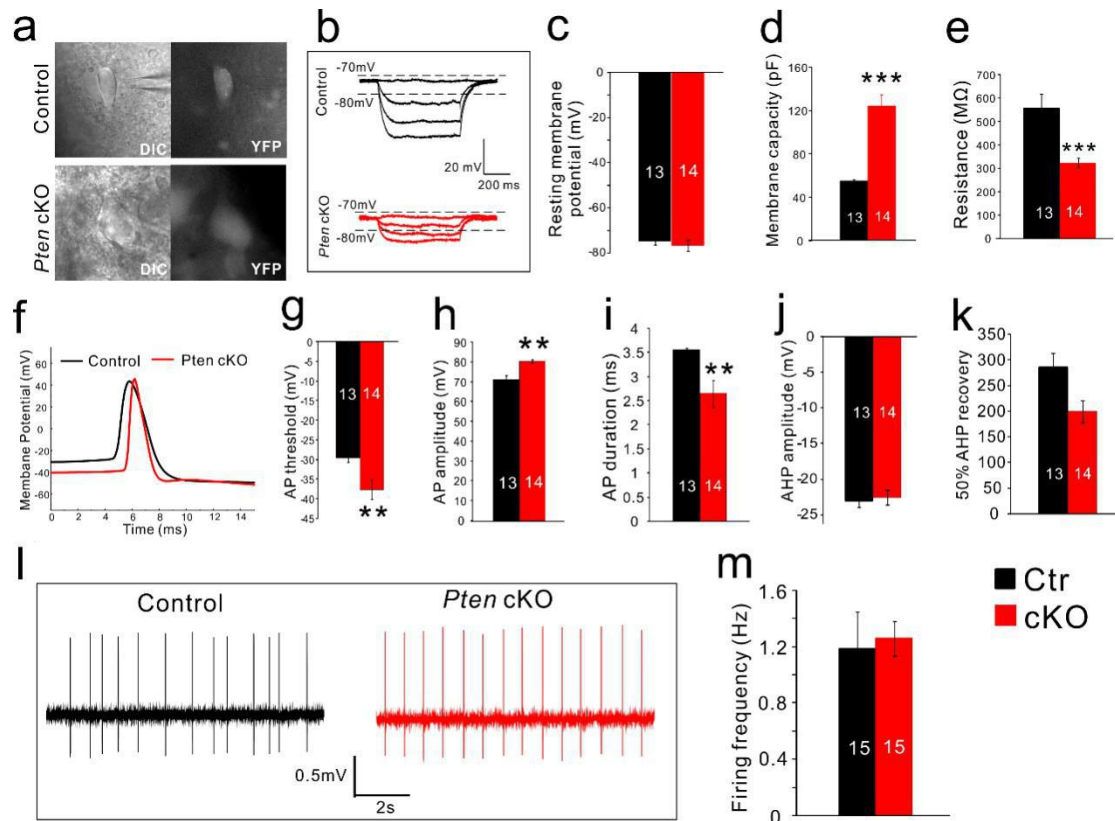 a
Control
DIC
YFP
Pten cKO
DIC
YFP
b
Control
-70mV
-80mV
20 mV
200 ms
Pten cKO
-70mV
-80mV
c
Resting membrane
potential (mV)
0
-20
-40
-60
-80
13
14
d
Membrane capacity (pF)
160
120
80
40
0
***
13
14
e
Resistance (MΩ)
600
500
400
300
200
100
0
***
13
14
f
Control
Pten cKO
Membane Potential (mV)
60
40
20
0
-20
-40
-60
0
2
4
6
8
10
12
14
Time (ms)
g
AP threshold (mV)
0
-5
-10
-15
-20
-25
-30
-35
-40
-45
13
14
**
h
AP amplitude (mV)
90
80
70
60
50
40
30
20
10
0
**
13
14
i
AP duration (ms)
4
3.5
3
2.5
2
1.5
1
0.5
0
**
13
14
j
AHP amplitude (mV)
0
-5
-10
-15
-20
-25
13
14
k
50% AHP recovery
350
300
250
200
150
100
50
0
13
14
l
Control
Pten cKO
0.5mV
2s
m
Firing frequency (Hz)
1.6
1.2
0.8
0.4
0
15
15
Ctr
cKO